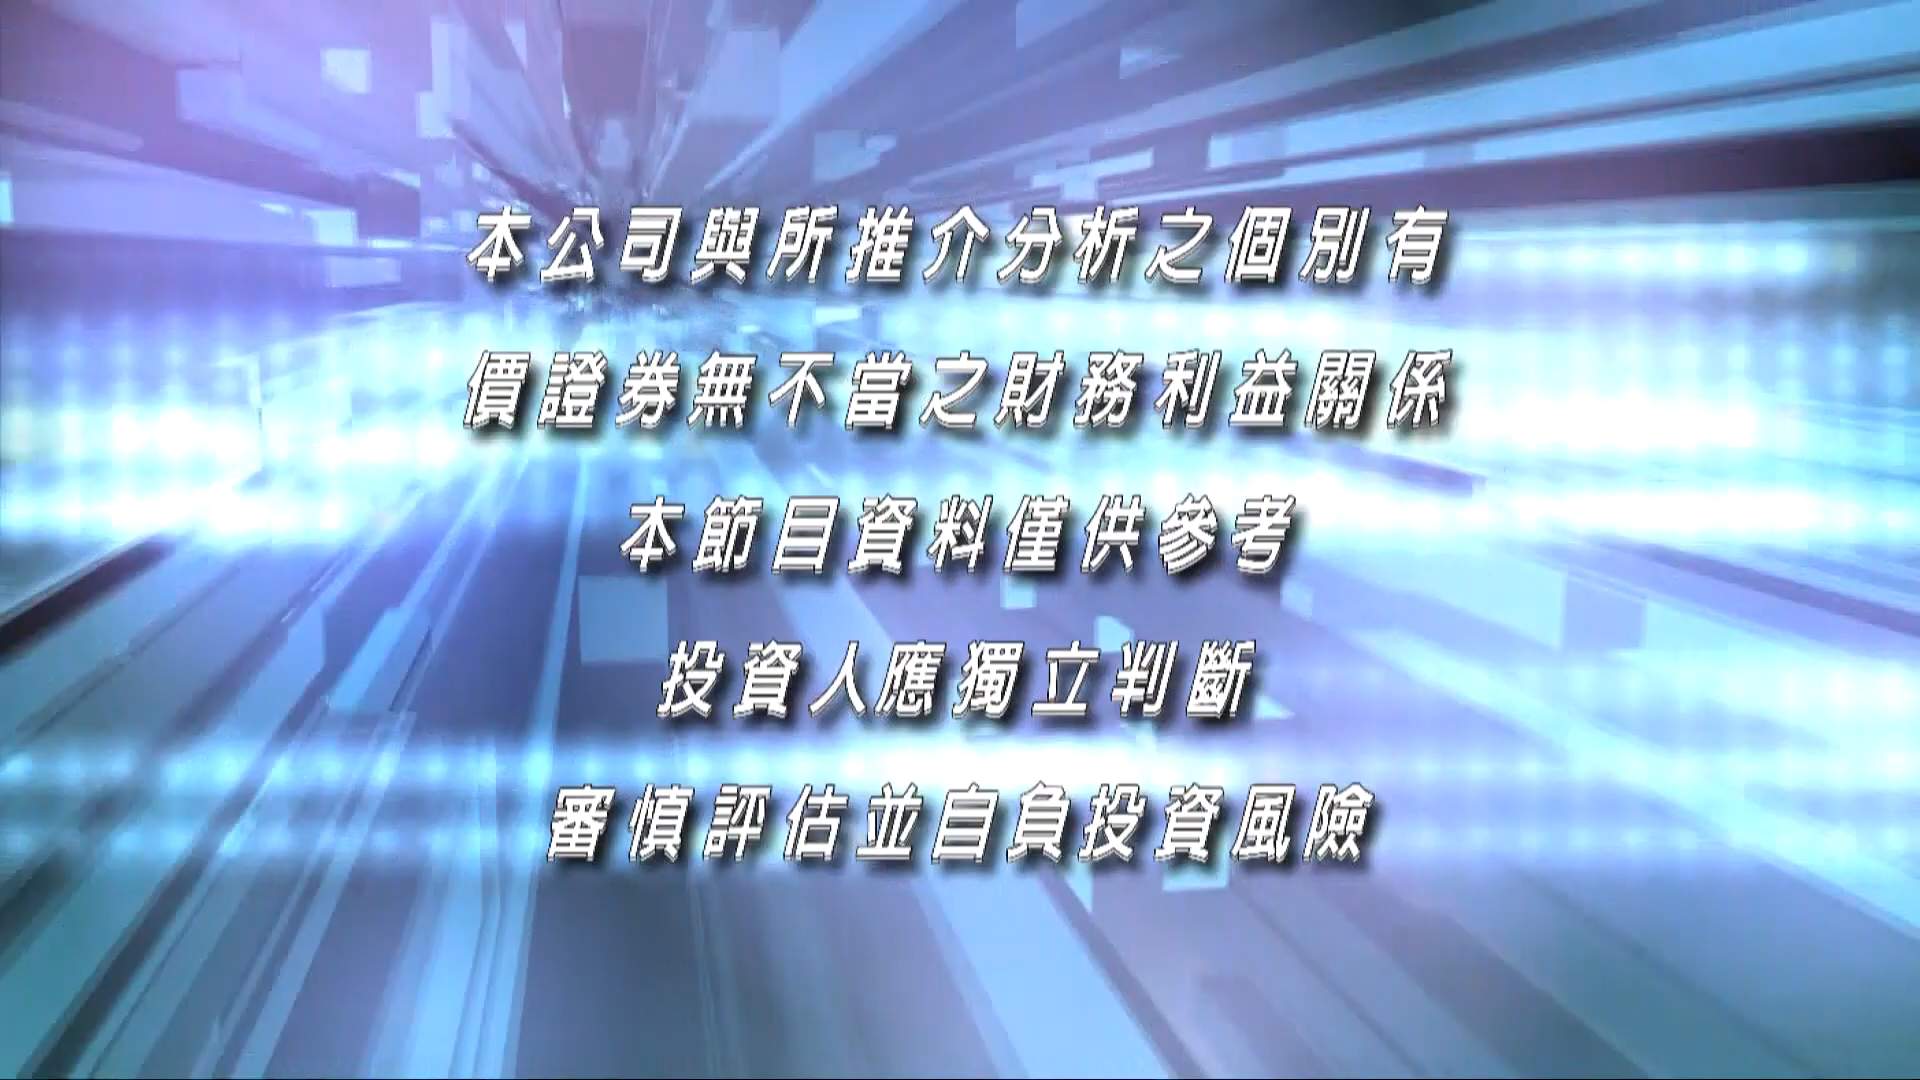 本公司與所推介分析之個別有
價證券無不當之財務利益關係
本節目資料僅供參考
投資人應獨立判斷
審慎評估並自負投資風險